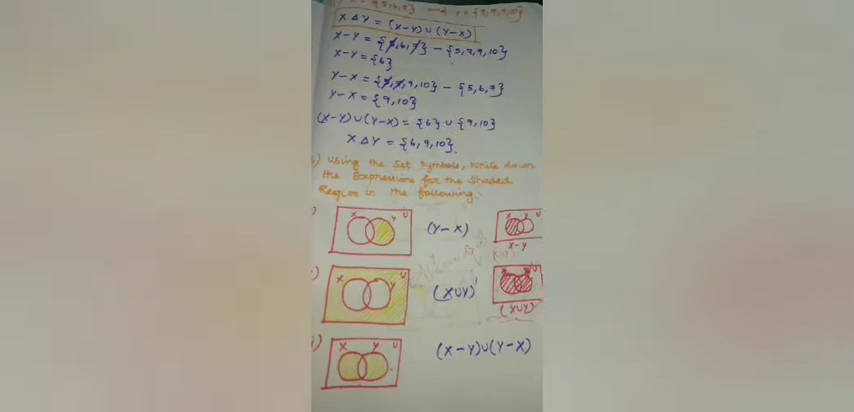 X Δ Y = (X-Y) ∪ (Y-X)
X-Y = {5,6,7} - {5,7,9,10}
X-Y = {6}
Y-X = {5,7,9,10} - {5,6,7}
Y-X = {9,10}
(X-Y) ∪ (Y-X) = {6} ∪ {9,10}
X Δ Y = {6,9,10}.
) Using the Set symbols, Write down
the Expressions for the Shaded
Region in the following.
) X Y U (Y-X) X Y U
X-Y
) X Y U (X∪Y)' U
(X∪Y)
) X Y U (X-Y)∪(Y-X)